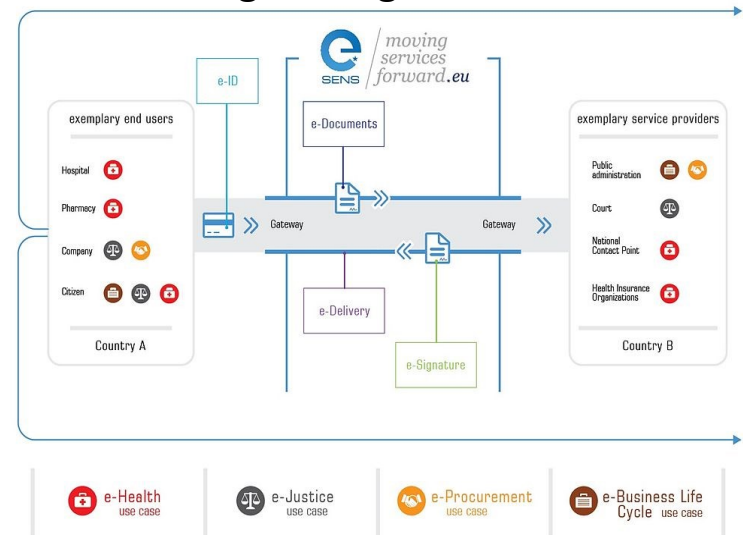 e
SENS
moving
services
forward.eu
e-ID
e-Documents
exemplary end users
exemplary service providers
Hospital
Pharmacy
Company
Citizen
Country A
Gateway
Gateway
e-Delivery
e-Signature
Public
administration
Court
National
Contact Point
Health Insurance
Organizations
Country B
e-Health
use case
e-Justice
use case
e-Procurement
use case
e-Business Life
Cycle use case